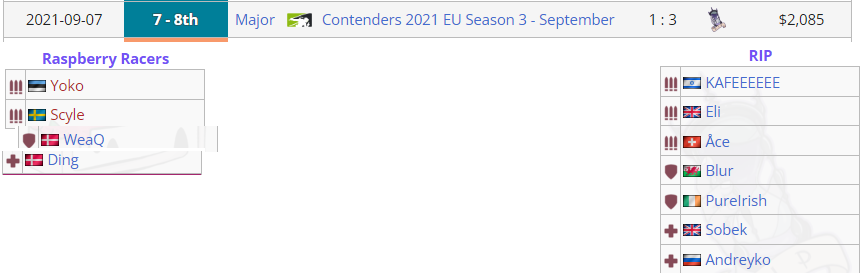 2021-09-07 7 - 8th Major Contenders 2021 EU Season 3 - September 1 : 3 $2,085
Raspberry Racers
Yoko
Scyle
WeaQ
Ding
RIP
KAFEEEEEE
Eli
Åce
Blur
PureIrish
Sobek
Andreyko